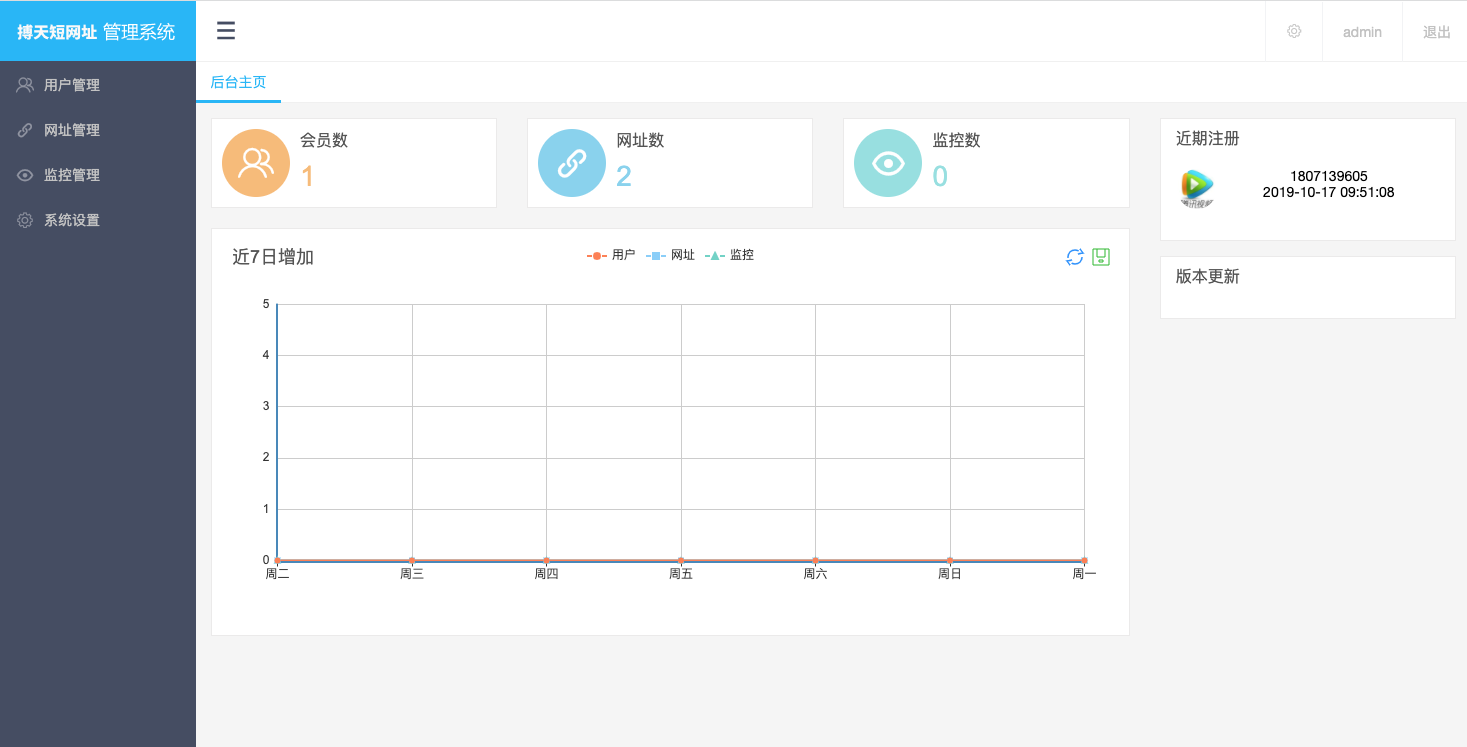 搏天短网址 管理系统
admin
退出
用户管理
网址管理
监控管理
系统设置
后台主页
会员数
1
网址数
2
监控数
0
近期注册
1807139605
2019-10-17 09:51:08
腾讯视频
版本更新
近7日增加
用户 网址 监控
5
4
3
2
1
0
周二 周三 周四 周五 周六 周日 周一